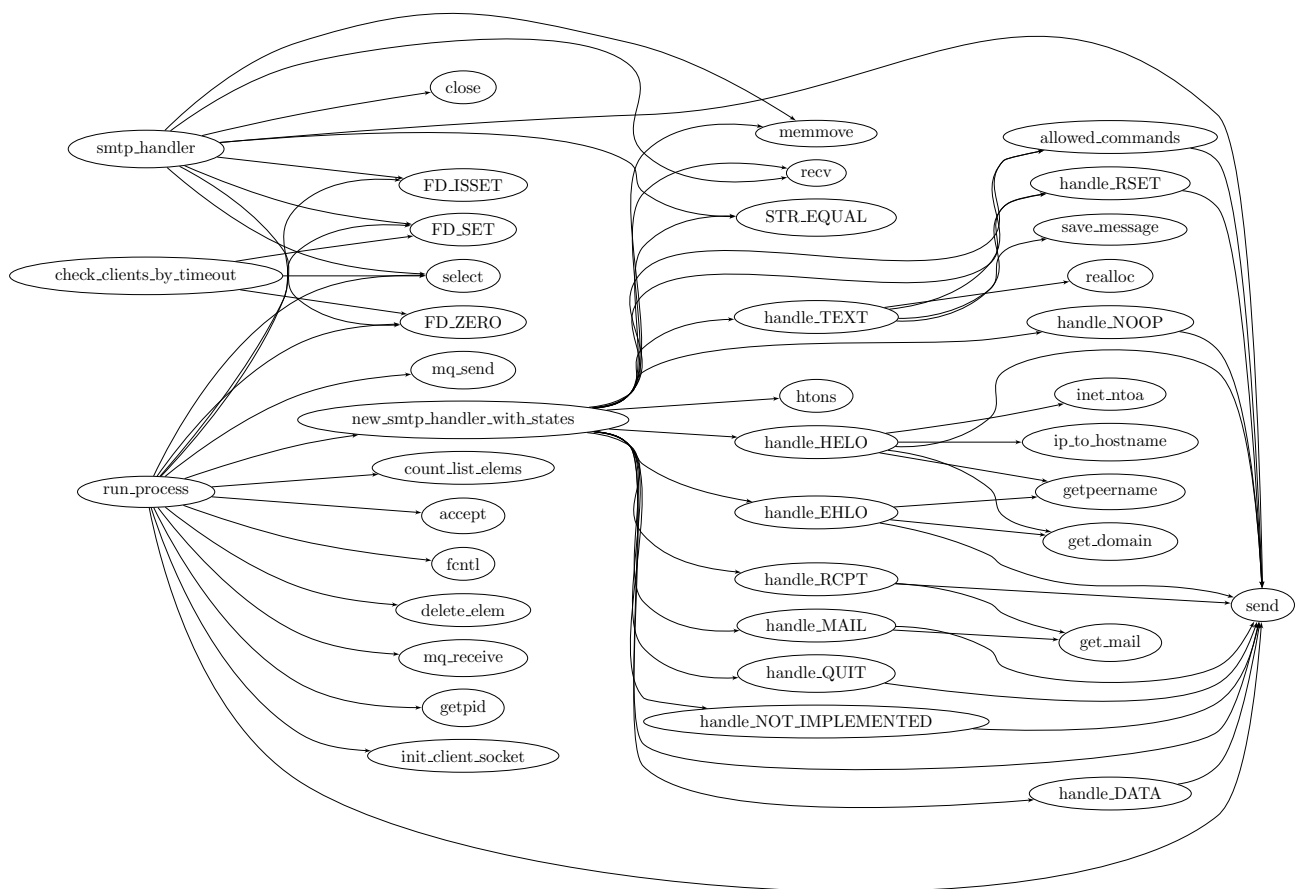 smtp_handler
check_clients_by_timeout
run_process
close
FD_ISSET
FD_SET
select
FD_ZERO
mq_send
new_smtp_handler_with_states
count_list_elems
accept
fcntl
delete_elem
mq_receive
getpid
init_client_socket
memmove
recv
STR_EQUAL
handle_TEXT
htons
handle_HELO
handle_EHLO
handle_RCPT
handle_MAIL
handle_QUIT
handle_NOT_IMPLEMENTED
allowed_commands
handle_RSET
save_message
realloc
handle_NOOP
inet_ntoa
ip_to_hostname
getpeername
get_domain
get_mail
handle_DATA
send